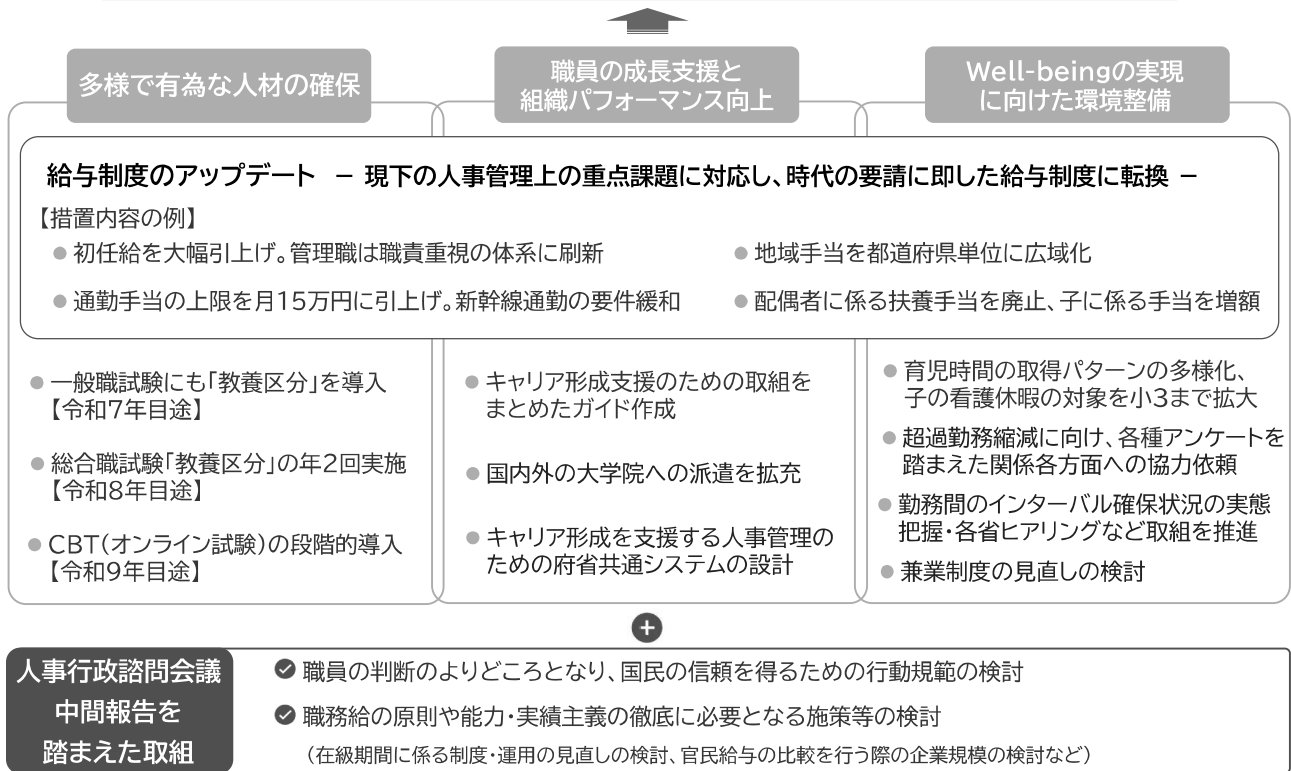 多様で有為な人材の確保
職員の成長支援と
組織パフォーマンス向上
Well-beingの実現
に向けた環境整備
給与制度のアップデート － 現下の人事管理上の重点課題に対応し、時代の要請に即した給与制度に転換 －
【措置内容の例】
● 初任給を大幅引上げ。管理職は職責重視の体系に刷新
● 地域手当を都道府県単位に広域化
● 通勤手当の上限を月15万円に引上げ。新幹線通勤の要件緩和
● 配偶者に係る扶養手当を廃止、子に係る手当を増額
● 一般職試験にも「教養区分」を導入
【令和7年目途】
● 総合職試験「教養区分」の年2回実施
【令和8年目途】
● CBT(オンライン試験)の段階的導入
【令和9年目途】
● キャリア形成支援のための取組を
まとめたガイド作成
● 国内外の大学院への派遣を拡充
● キャリア形成を支援する人事管理の
ための府省共通システムの設計
● 育児時間の取得パターンの多様化、
子の看護休暇の対象を小3まで拡大
● 超過勤務縮減に向け、各種アンケートを
踏まえた関係各方面への協力依頼
● 勤務間のインターバル確保状況の実態
把握・各省ヒアリングなど取組を推進
● 兼業制度の見直しの検討
+
人事行政諮問会議
中間報告を
踏まえた取組
職員の判断のよりどころとなり、国民の信頼を得るための行動規範の検討
職務給の原則や能力・実績主義の徹底に必要となる施策等の検討
(在級期間に係る制度・運用の見直しの検討、官民給与の比較を行う際の企業規模の検討など)